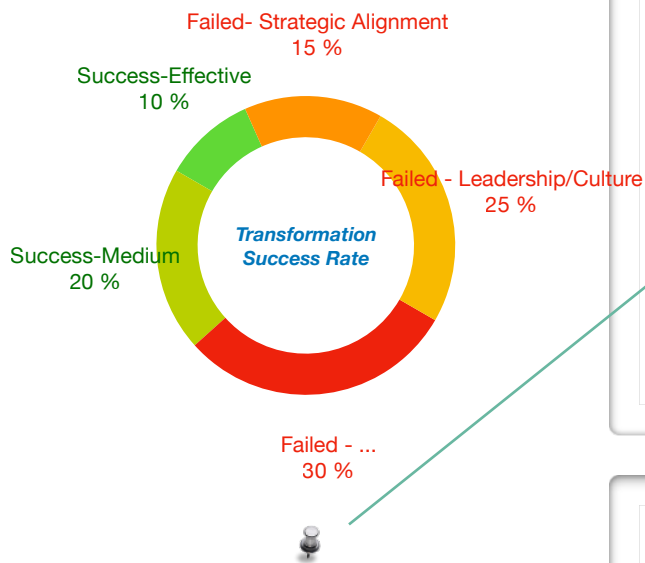 Failed- Strategic Alignment
15 %
Success-Effective
10 %
Failed - Leadership/Culture
25 %
Transformation
Success Rate
Success-Medium
20 %
Failed - ...
30 %